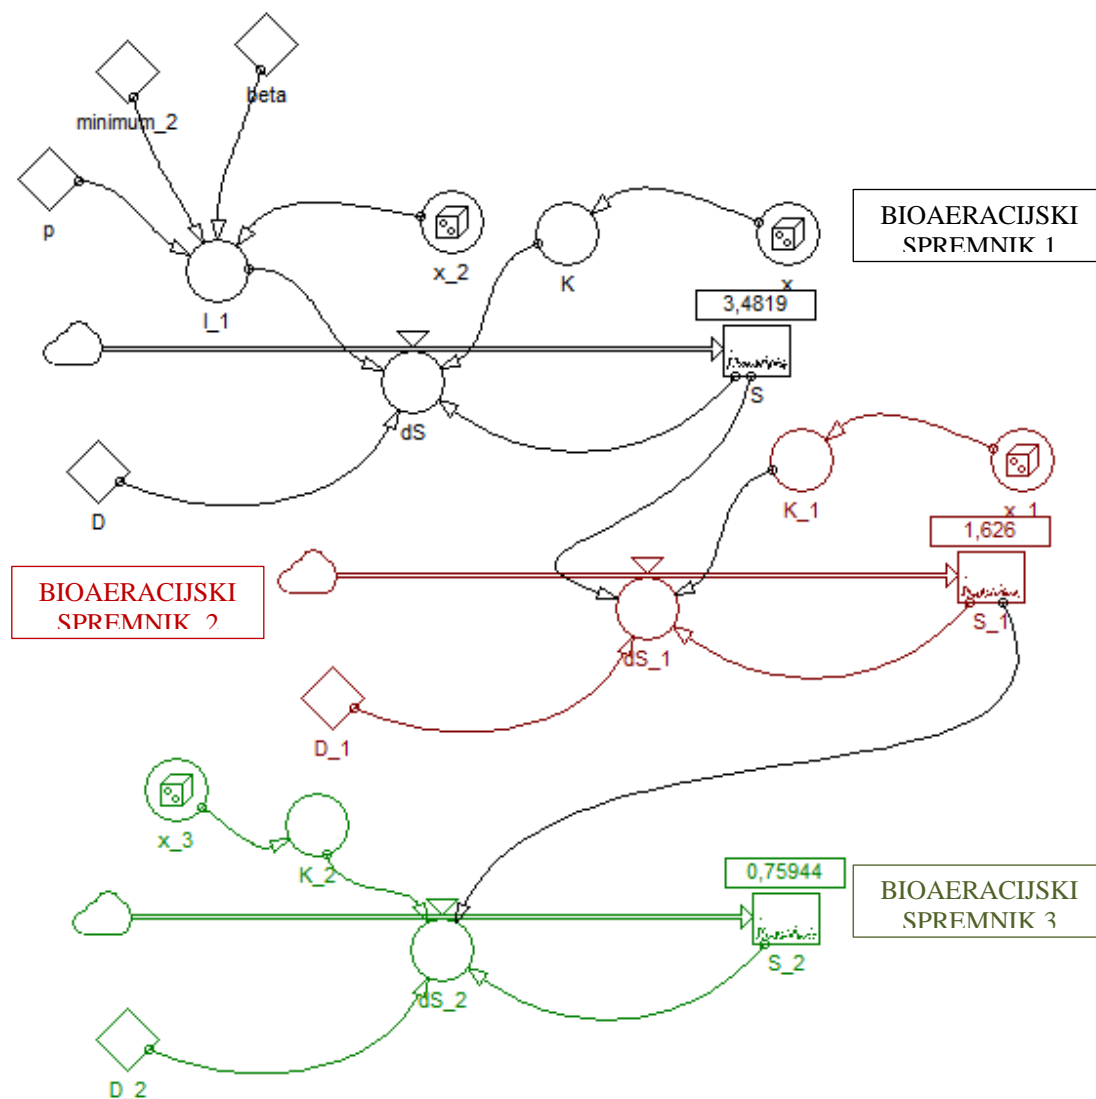 beta
minimum_2
p
x_2
K
x
I_1
BIOAERACIJSKI
SPREMNIK 1
3,4819
S
dS
D
K_1
x_1
1,626
BIOAERACIJSKI
SPREMNIK 2
S_1
dS_1
D_1
x_3
K_2
0,75944
BIOAERACIJSKI
SPREMNIK 3
S_2
dS_2
D_2